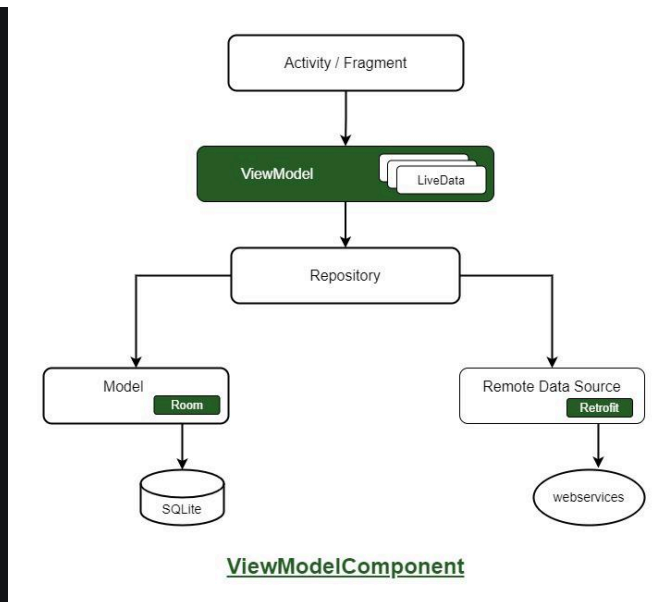 Activity / Fragment
ViewModel
LiveData
Repository
Model
Room
Remote Data Source
Retrofit
SQLite
webservices
ViewModelComponent